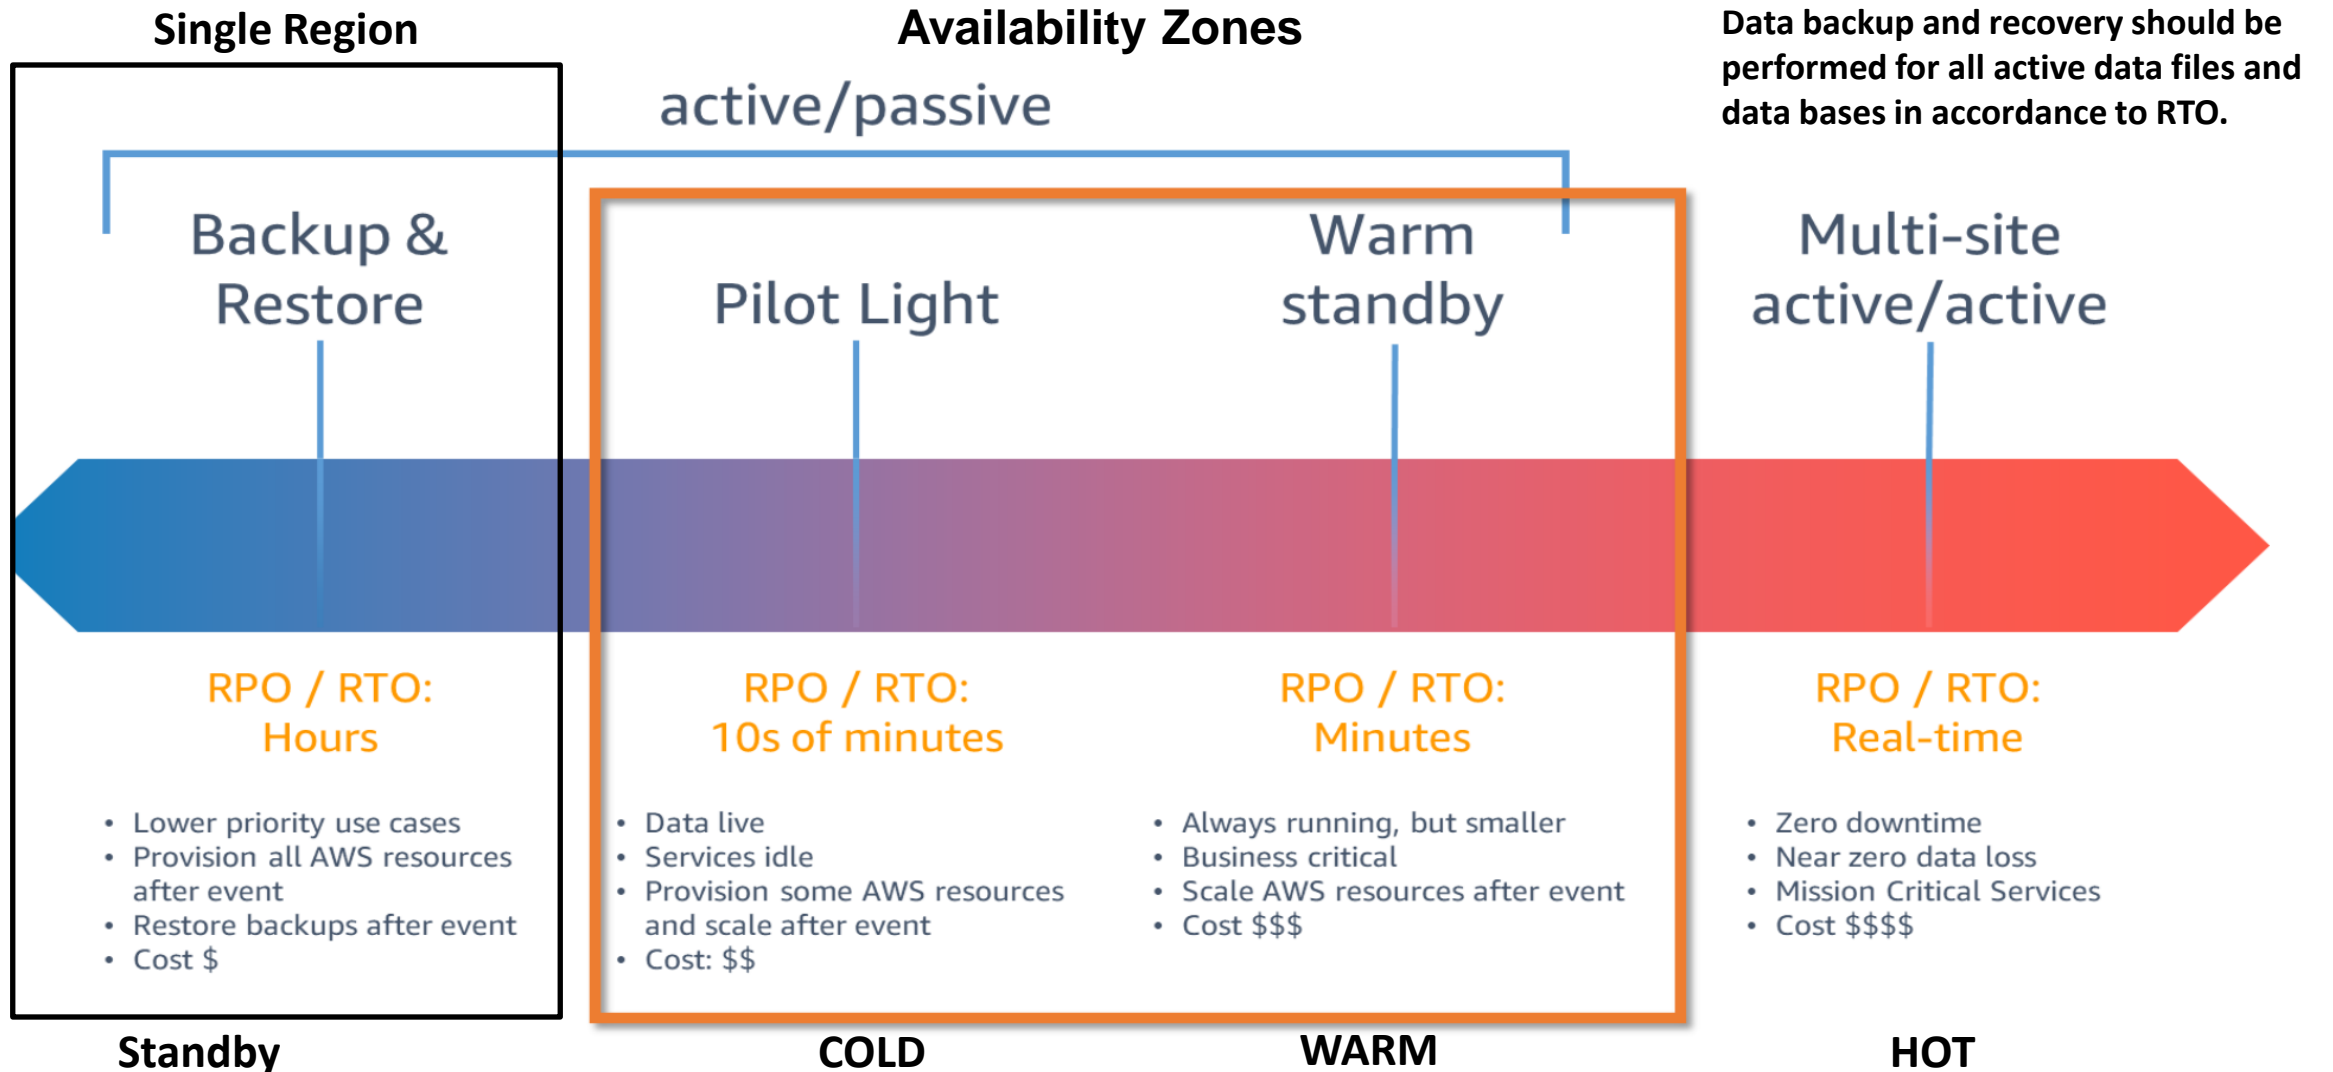 Single Region
Availability Zones
Data backup and recovery should be
performed for all active data files and
data bases in accordance to RTO.
active/passive
Backup &
Restore
Pilot Light
Warm
standby
Multi-site
active/active
RPO / RTO:
Hours
RPO / RTO:
10s of minutes
RPO / RTO:
Minutes
RPO / RTO:
Real-time
• Lower priority use cases
• Provision all AWS resources
after event
• Restore backups after event
• Cost $
• Data live
• Services idle
• Provision some AWS resources
and scale after event
• Cost: $$
• Always running, but smaller
• Business critical
• Scale AWS resources after event
• Cost $$$
• Zero downtime
• Near zero data loss
• Mission Critical Services
• Cost $$$$
Standby
COLD
WARM
HOT